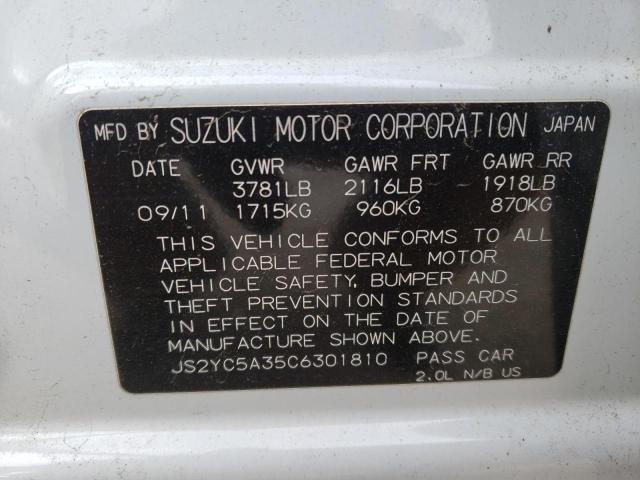 MFD BY SUZUKI MOTOR CORPORATION JAPAN
DATE GVWR GAWR FRT GAWR RR
3781LB 2116LB 1918LB
09/11 1715KG 960KG 870KG
THIS VEHICLE CONFORMS TO ALL
APPLICABLE FEDERAL MOTOR
VEHICLE SAFETY, BUMPER AND
THEFT PREVENTION STANDARDS
IN EFFECT ON THE DATE OF
MANUFACTURE SHOWN ABOVE.
JS2YC5A35C6301810 PASS CAR
2.0L N/B US